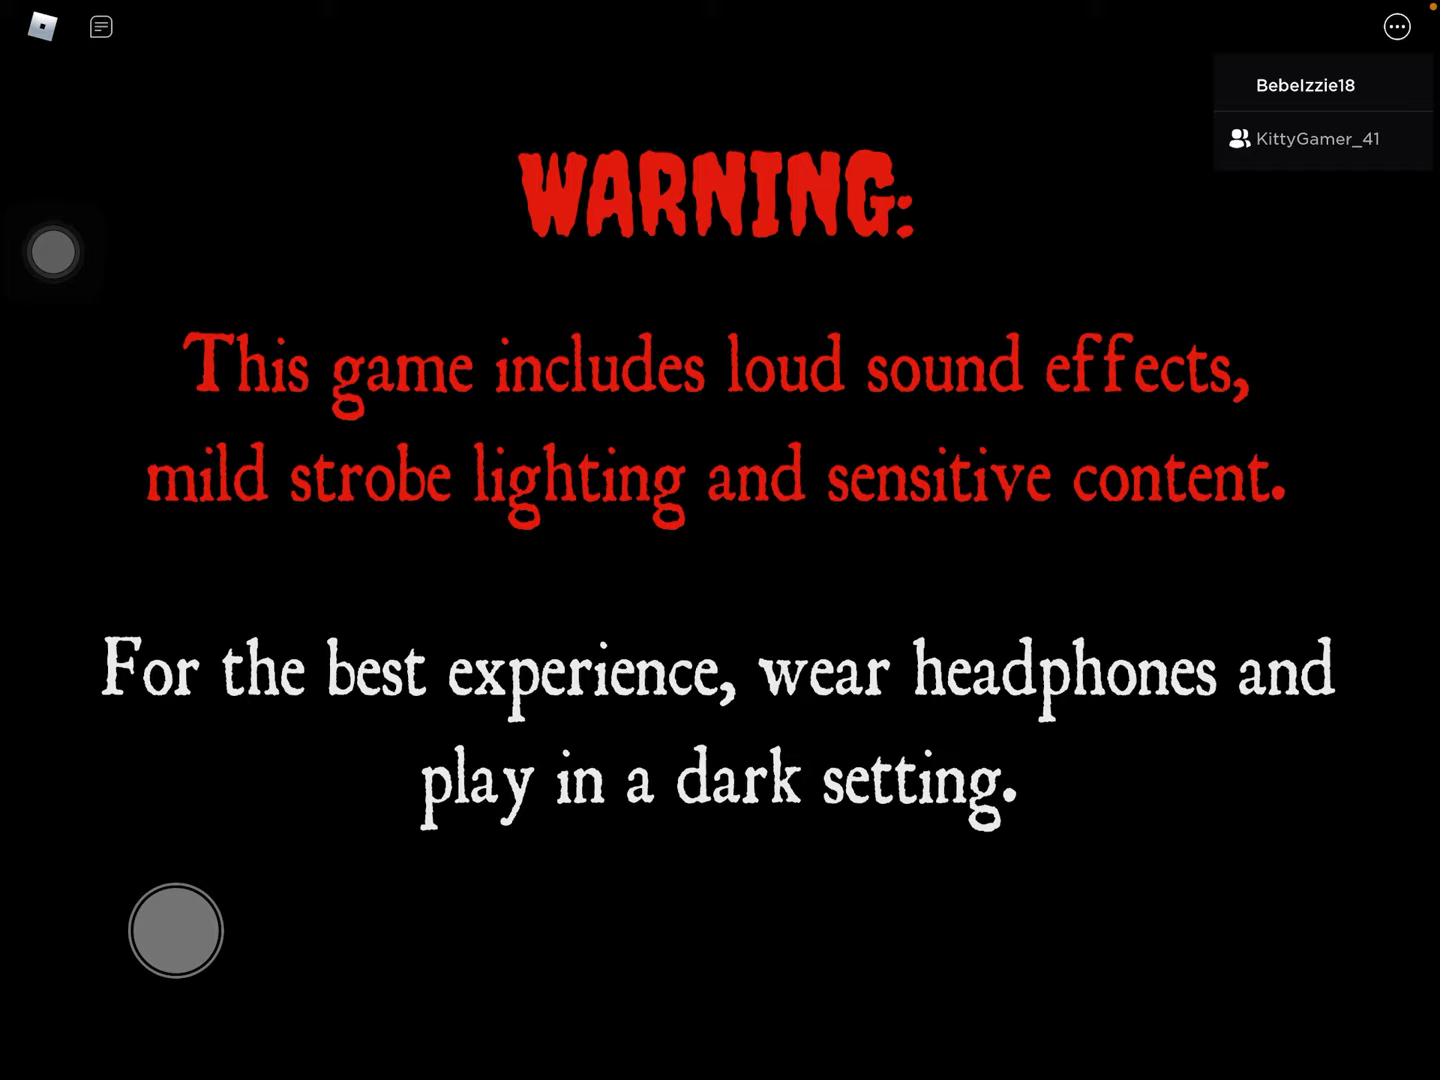 BebeIzzie18
KittyGamer_41
WARNING:
This game includes loud sound effects,
mild strobe lighting and sensitive content.
For the best experience, wear headphones and
play in a dark setting.